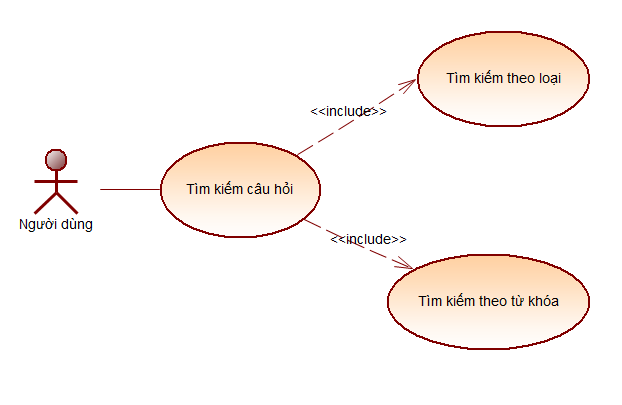 Tìm kiếm theo loại
<<include>>
Tìm kiếm câu hỏi
Người dùng
<<include>>
Tìm kiếm theo từ khóa